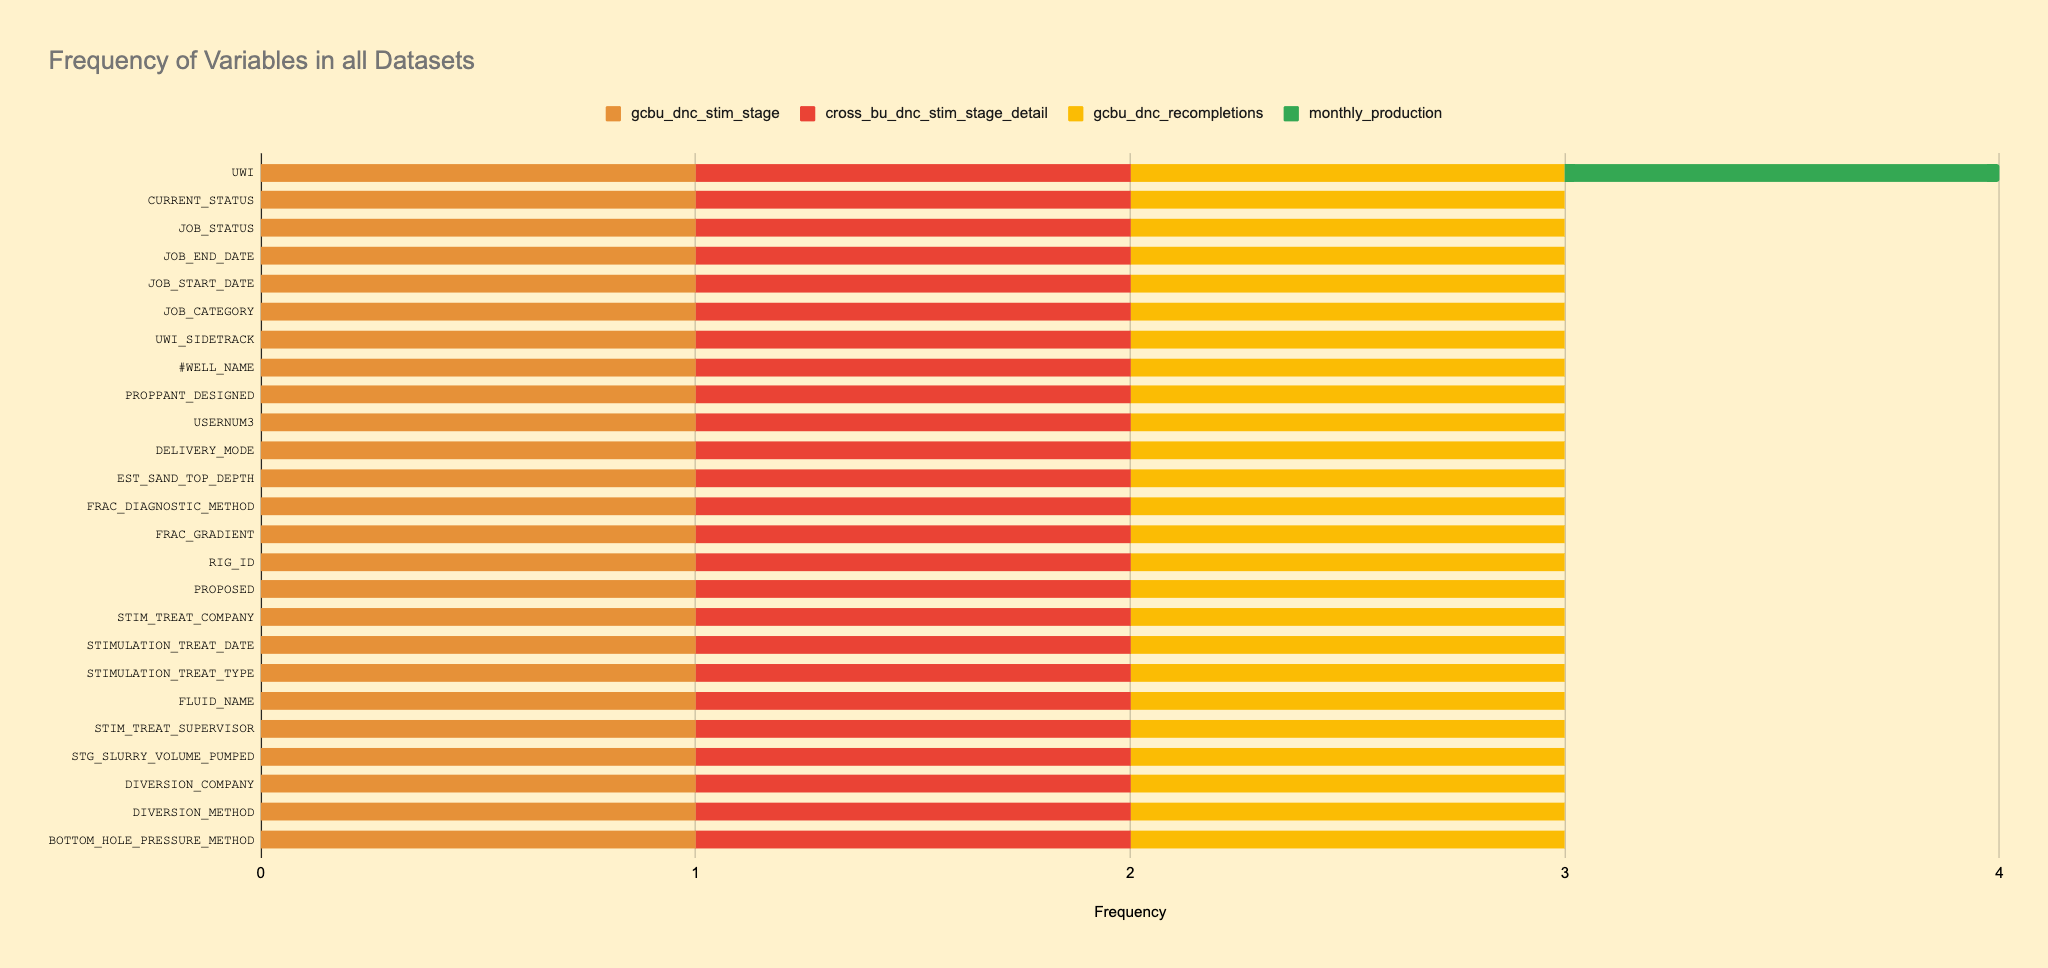 Frequency of Variables in all Datasets
gcbu_dnc_stim_stage cross_bu_dnc_stim_stage_detail gcbu_dnc_recompletions monthly_production
UWI
CURRENT_STATUS
JOB_STATUS
JOB_END_DATE
JOB_START_DATE
JOB_CATEGORY
UWI_SIDETRACK
#WELL_NAME
PROPPANT_DESIGNED
USERNUM3
DELIVERY_MODE
EST_SAND_TOP_DEPTH
FRAC_DIAGNOSTIC_METHOD
FRAC_GRADIENT
RIG_ID
PROPOSED
STIM_TREAT_COMPANY
STIMULATION_TREAT_DATE
STIMULATION_TREAT_TYPE
FLUID_NAME
STIM_TREAT_SUPERVISOR
STG_SLURRY_VOLUME_PUMPED
DIVERSION_COMPANY
DIVERSION_METHOD
BOTTOM_HOLE_PRESSURE_METHOD
0 1 2 3 4
Frequency